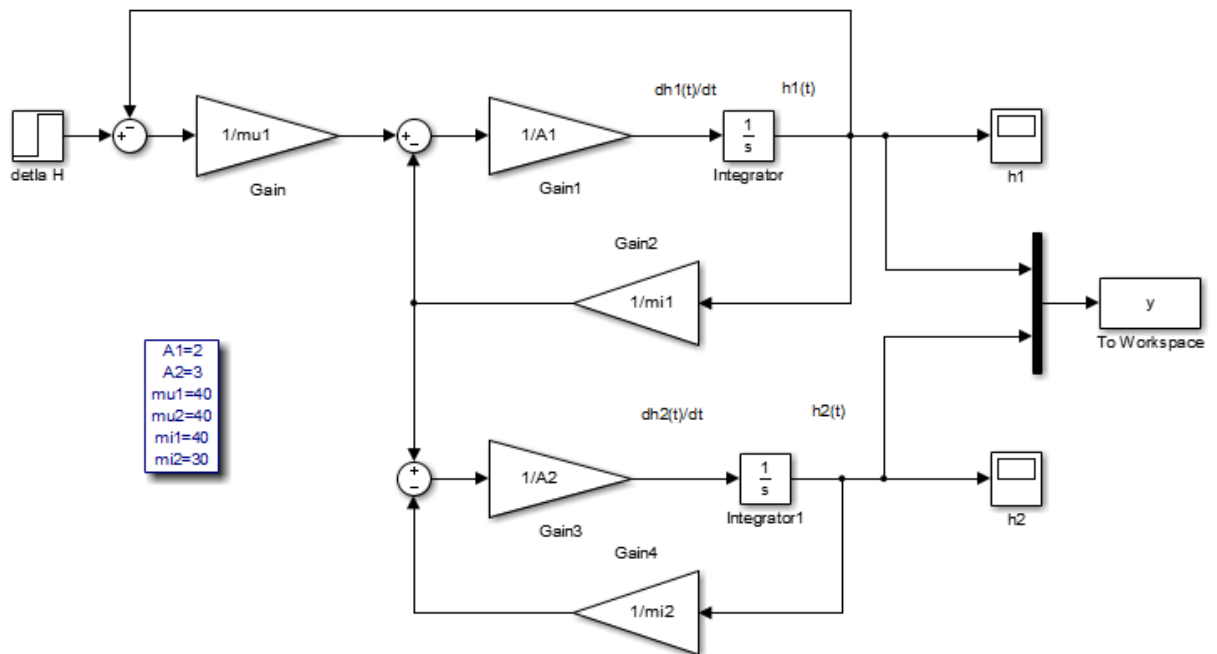 dh1(t)/dt
h1(t)
1/mu1
1/A1
1
s
detla H
Gain
Gain1
Integrator
h1
Gain2
1/mi1
y
To Workspace
A1=2
A2=3
mu1=40
mu2=40
mi1=40
mi2=30
dh2(t)/dt
h2(t)
1/A2
1
s
Gain3
Integrator1
h2
Gain4
1/mi2